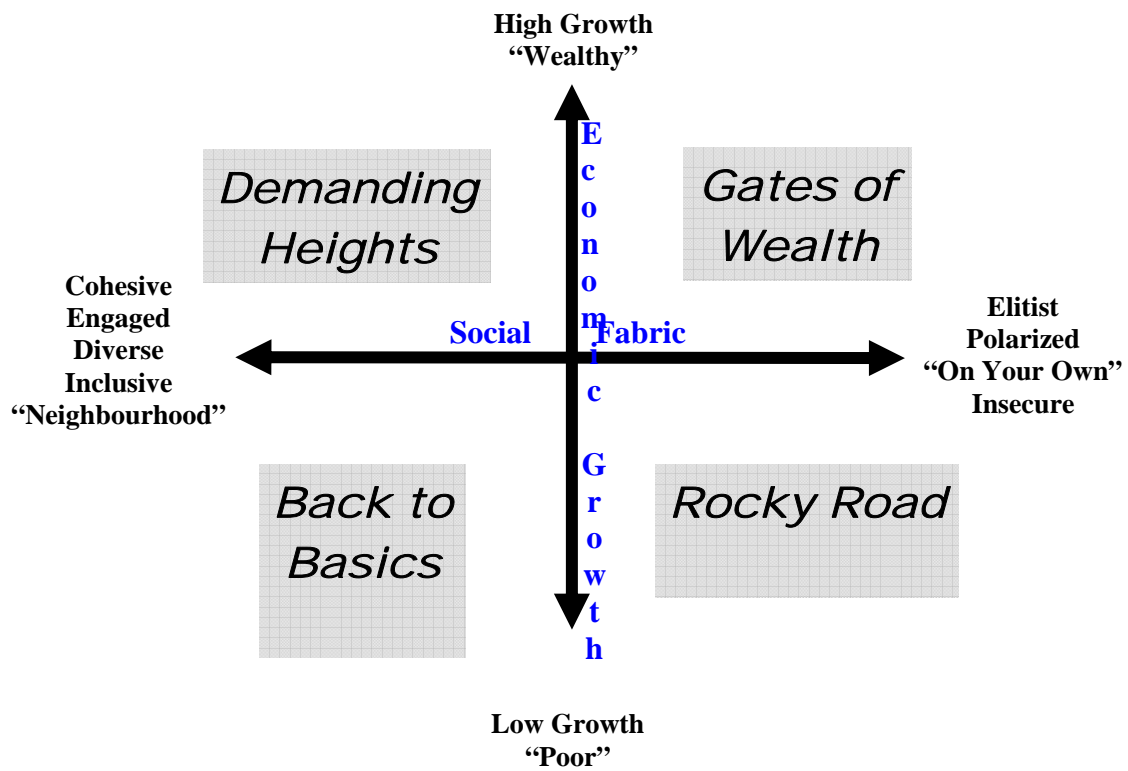 High Growth
“Wealthy”
Economic Growth
Demanding
Heights
Gates of
Wealth
Cohesive
Engaged
Diverse
Inclusive
“Neighbourhood”
Social Fabric
Elitist
Polarized
“On Your Own”
Insecure
Back to
Basics
Rocky Road
Low Growth
“Poor”